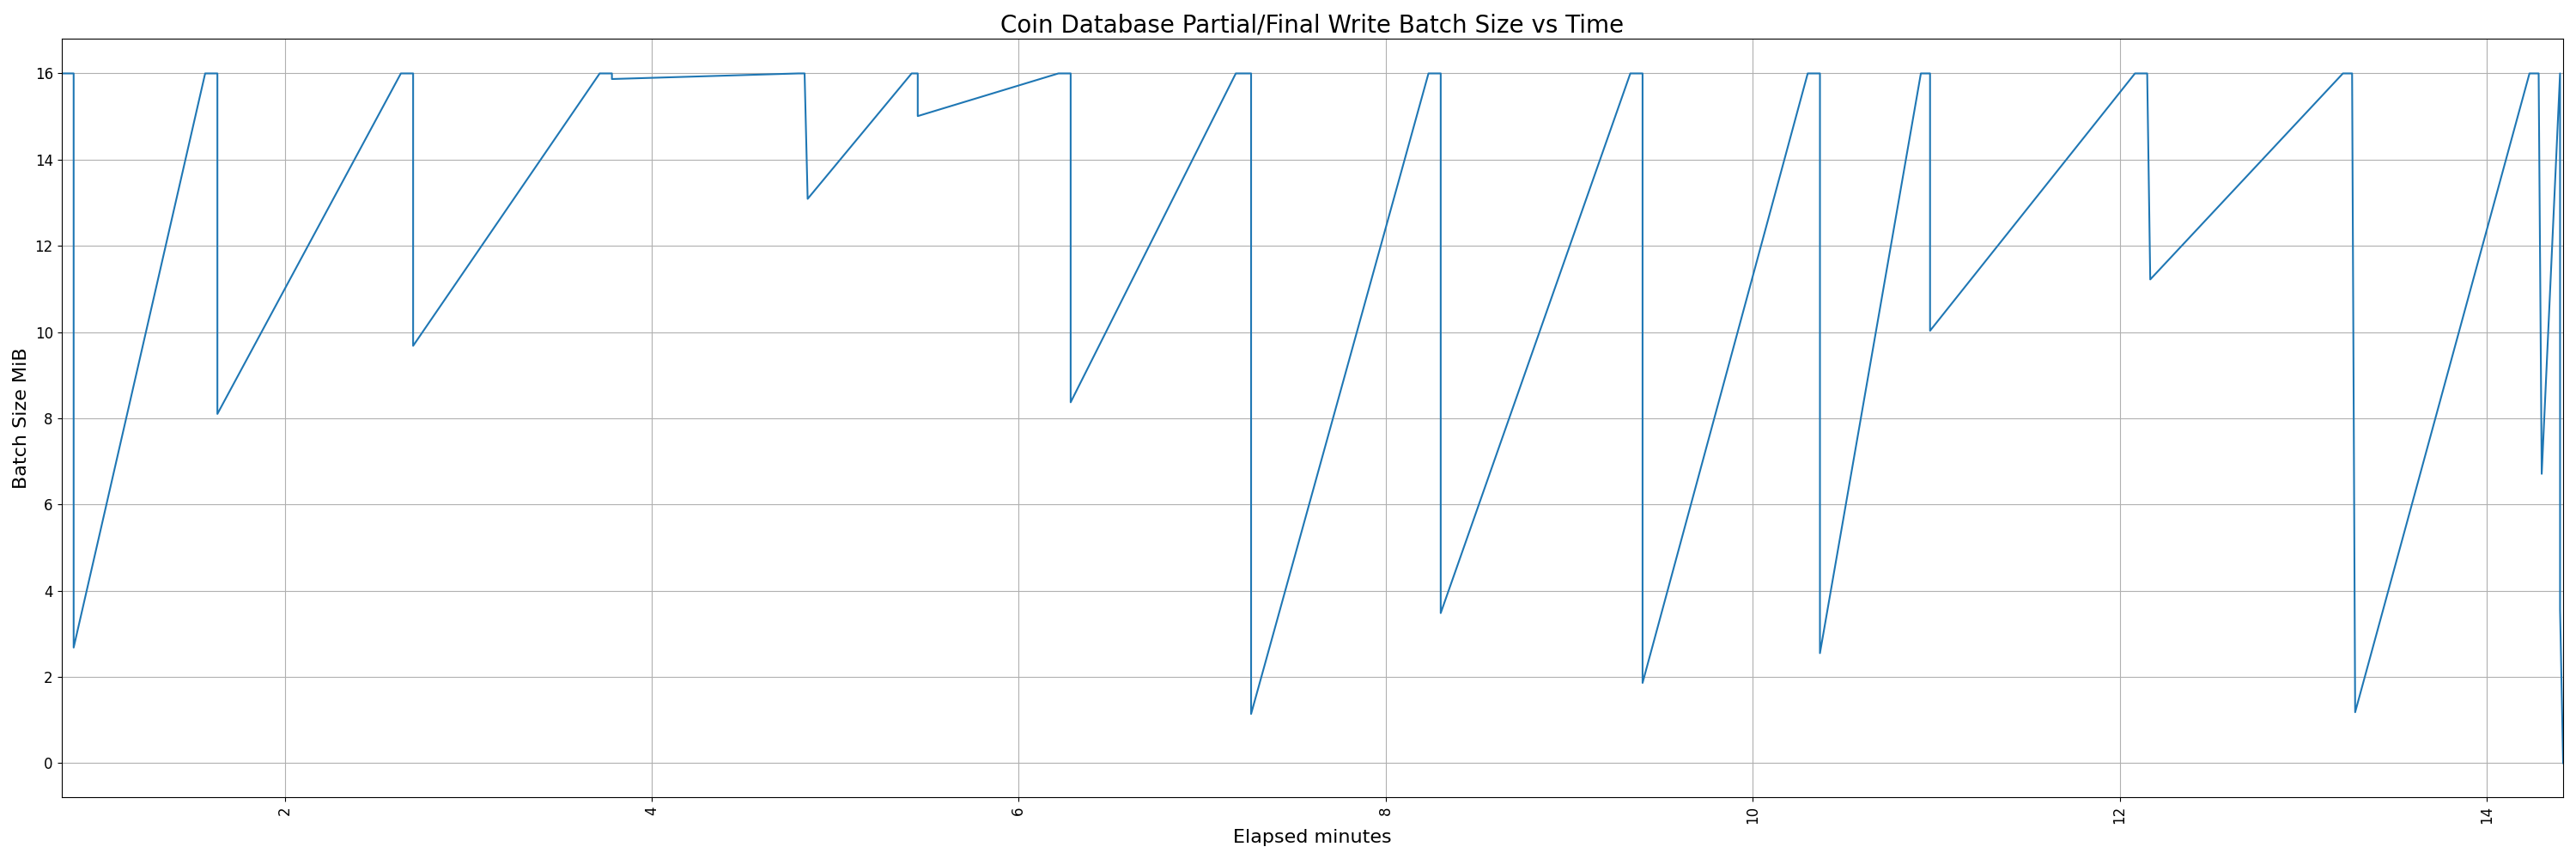 Coin Database Partial/Final Write Batch Size vs Time
Batch Size MiB
16
14
12
10
8
6
4
2
0
2 4 6 8 10 12 14
Elapsed minutes